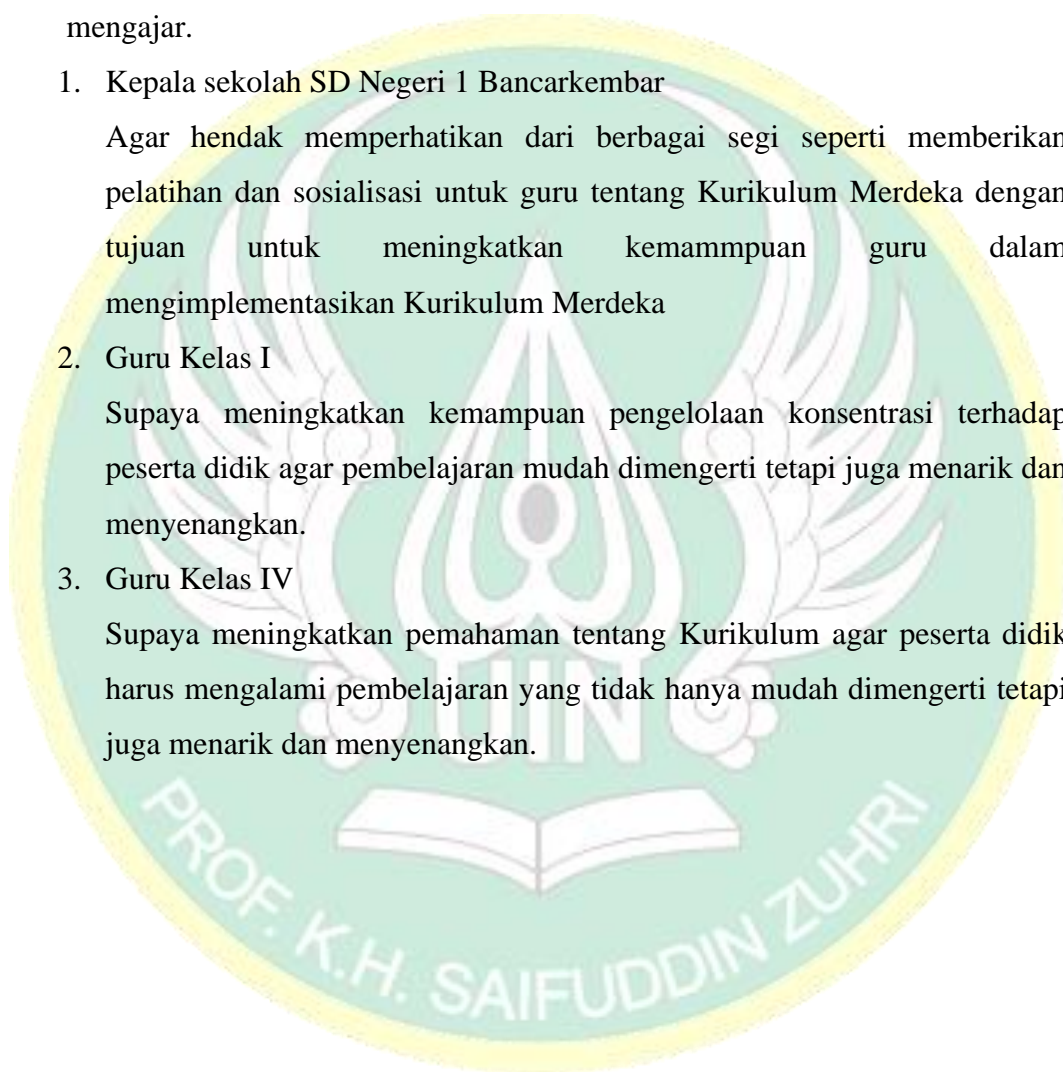 mengajar.
1. Kepala sekolah SD Negeri 1 Bancarkembar
Agar hendak memperhatikan dari berbagai segi seperti memberikan
pelatihan dan sosialisasi untuk guru tentang Kurikulum Merdeka dengan
tujuan untuk meningkatkan kemammpuan guru dalam
mengimplementasikan Kurikulum Merdeka
2. Guru Kelas I
Supaya meningkatkan kemampuan pengelolaan konsentrasi terhadap
peserta didik agar pembelajaran mudah dimengerti tetapi juga menarik dan
menyenangkan.
3. Guru Kelas IV
Supaya meningkatkan pemahaman tentang Kurikulum agar peserta didik
harus mengalami pembelajaran yang tidak hanya mudah dimengerti tetapi
juga menarik dan menyenangkan.
UIN
PROF. K.H. SAIFUDDIN ZUHRI